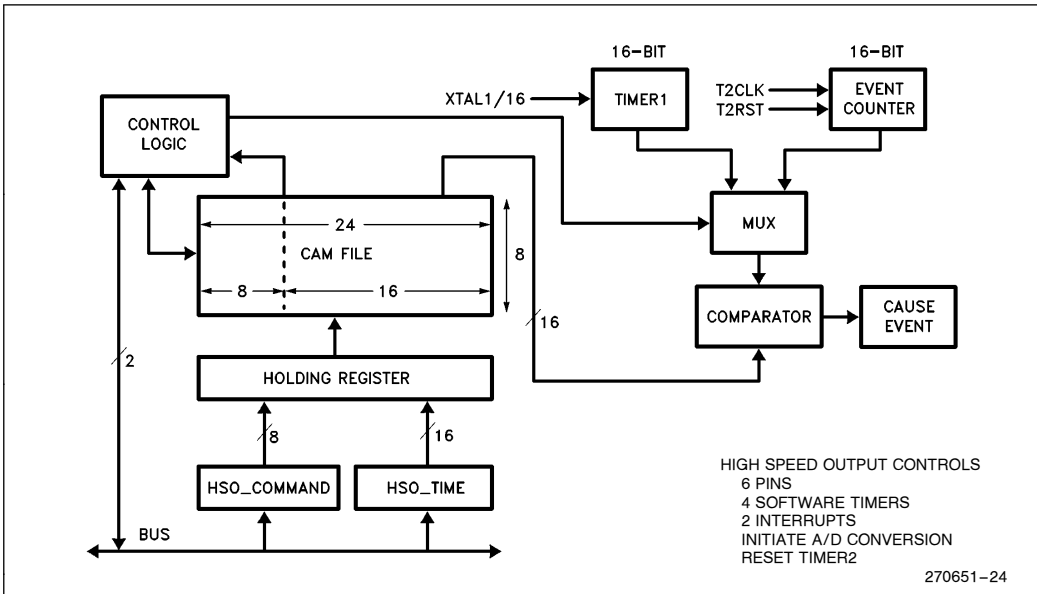 16-BIT
16-BIT
CONTROL
LOGIC
XTAL1/16
TIMER1
T2CLK
T2RST
EVENT
COUNTER
24
CAM FILE
8
16
8
MUX
16
COMPARATOR
CAUSE
EVENT
2
HOLDING REGISTER
8
16
HSO_COMMAND
HSO_TIME
BUS
HIGH SPEED OUTPUT CONTROLS
6 PINS
4 SOFTWARE TIMERS
2 INTERRUPTS
INITIATE A/D CONVERSION
RESET TIMER2
270651–24